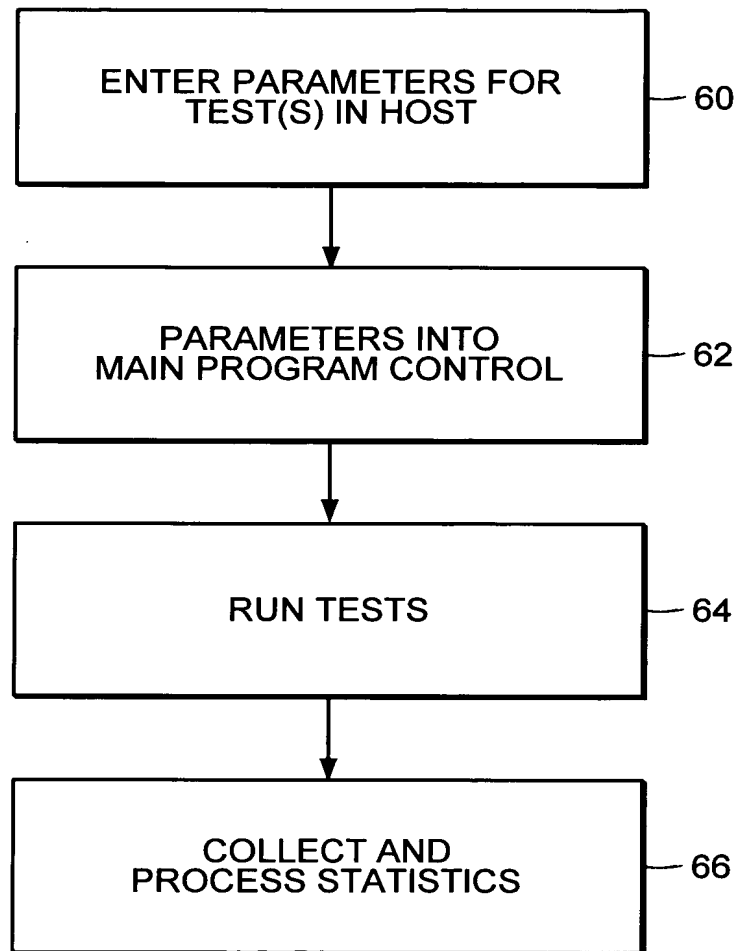 ENTER PARAMETERS FOR
TEST(S) IN HOST
60
PARAMETERS INTO
MAIN PROGRAM CONTROL
62
RUN TESTS
64
COLLECT AND
PROCESS STATISTICS
66